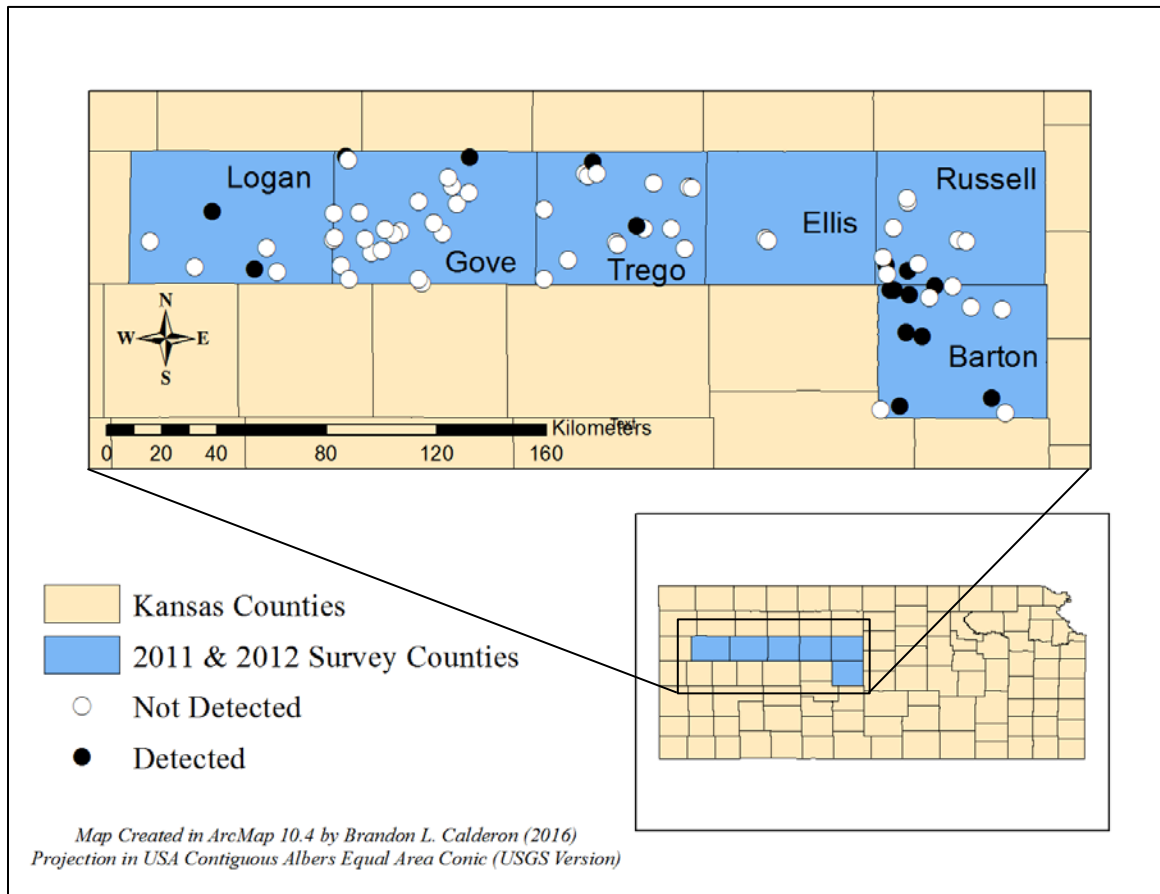 Logan
Russell
Ellis
Gove
Trego
Barton
N
W E
S
Text
Kilometers
0 20 40 80 120 160
Kansas Counties
2011 & 2012 Survey Counties
Not Detected
Detected
Map Created in ArcMap 10.4 by Brandon L. Calderon (2016)
Projection in USA Contiguous Albers Equal Area Conic (USGS Version)